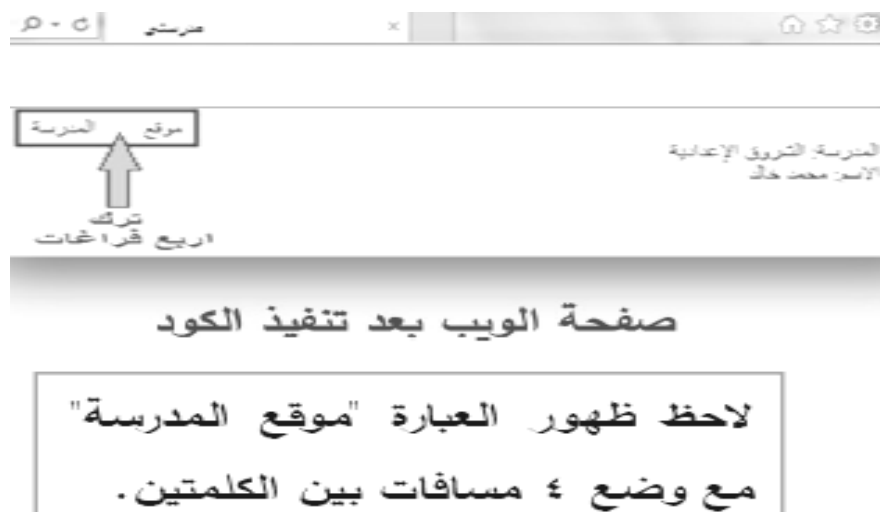 مدرستي
موقع المدرسة
المدرسة: الشروق الإعدادية
الاسم: محمد خالد
ترك
اربع فراغات
صفحة الويب بعد تنفيذ الكود
لاحظ ظهور العبارة "موقع المدرسة"
مع وضع ٤ مسافات بين الكلمتين.